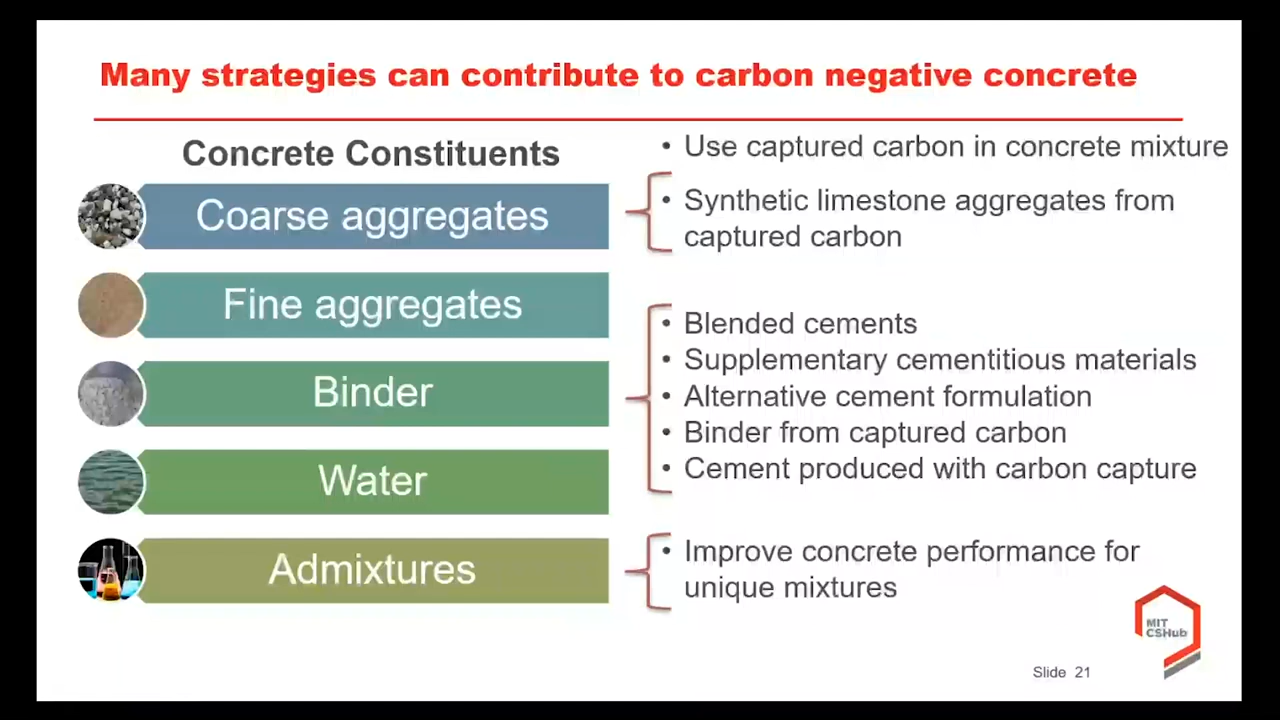 Many strategies can contribute to carbon negative concrete
Concrete Constituents
Coarse aggregates
Fine aggregates
Binder
Water
Admixtures
• Use captured carbon in concrete mixture
• Synthetic limestone aggregates from
captured carbon
• Blended cements
• Supplementary cementitious materials
• Alternative cement formulation
• Binder from captured carbon
• Cement produced with carbon capture
• Improve concrete performance for
unique mixtures
MIT
CSHub
Slide 21